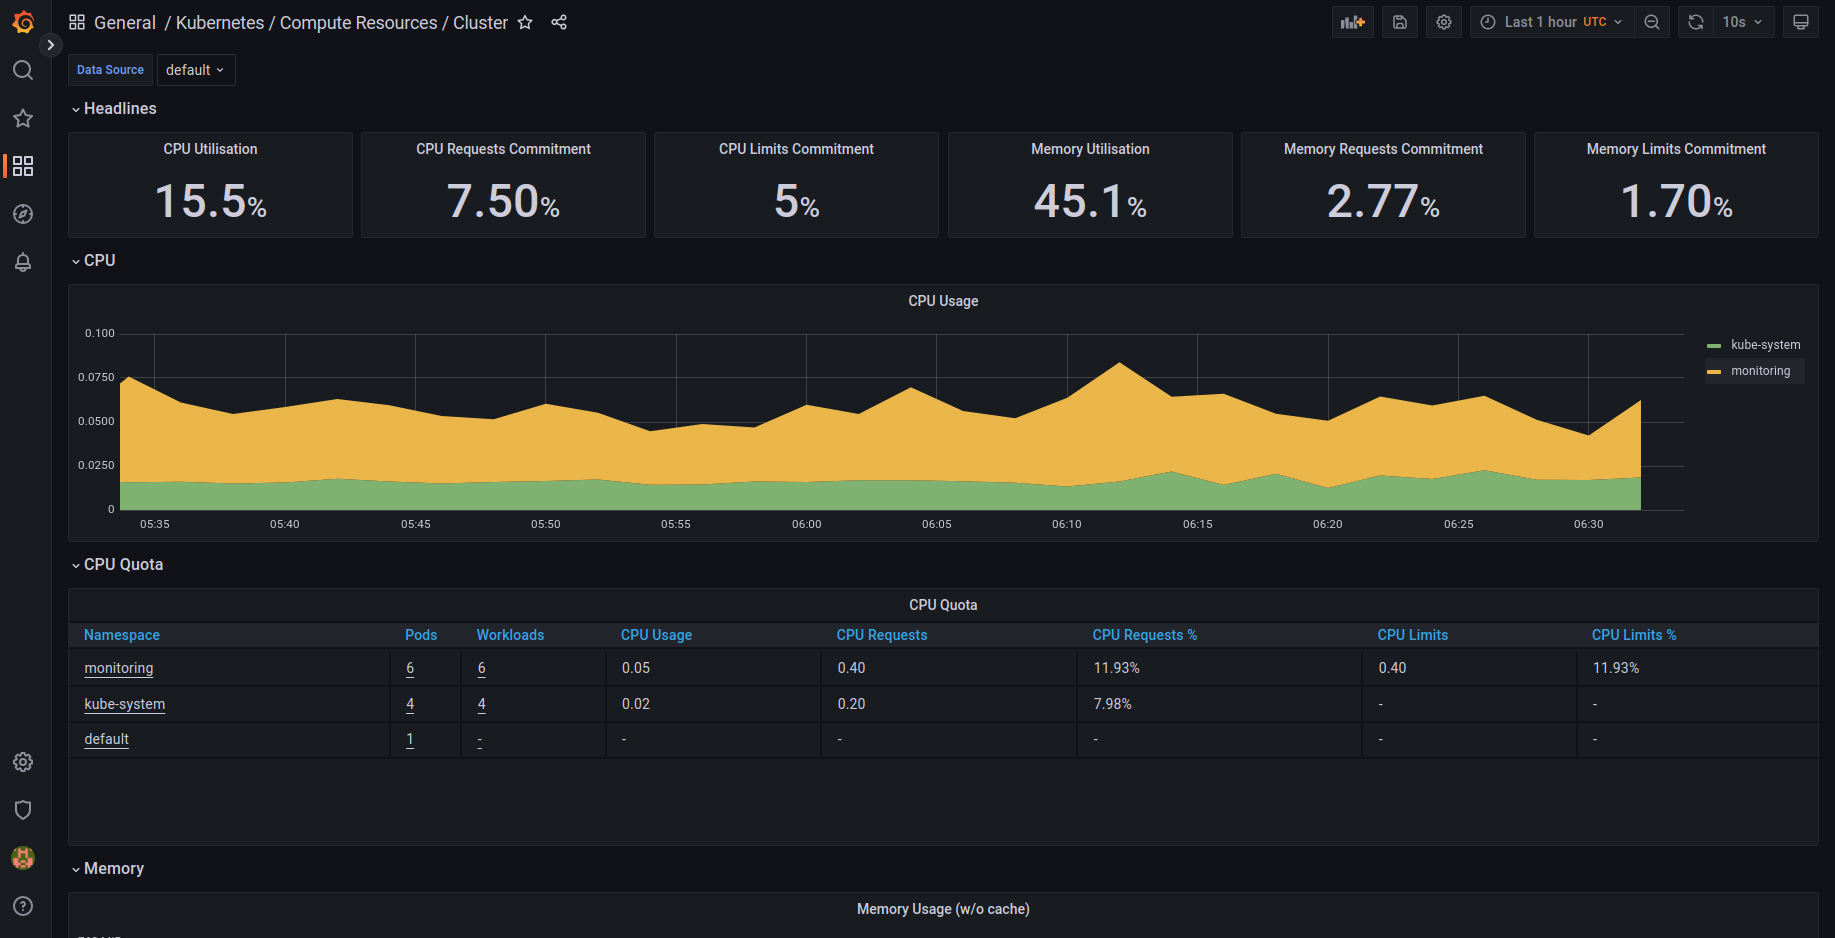 General / Kubernetes / Compute Resources / Cluster
Last 1 hour UTC
10s
Data Source default
Headlines
CPU Utilisation
15.5%
CPU Requests Commitment
7.50%
CPU Limits Commitment
5%
Memory Utilisation
45.1%
Memory Requests Commitment
2.77%
Memory Limits Commitment
1.70%
CPU
CPU Usage
0.100
0.0750
0.0500
0.0250
0
05:35 05:40 05:45 05:50 05:55 06:00 06:05 06:10 06:15 06:20 06:25 06:30
kube-system
monitoring
CPU Quota
CPU Quota
Namespace Pods Workloads CPU Usage CPU Requests CPU Requests % CPU Limits CPU Limits %
monitoring 6 6 0.05 0.40 11.93% 0.40 11.93%
kube-system 4 4 0.02 0.20 7.98% - -
default 1 - - - - - -
Memory
Memory Usage (w/o cache)